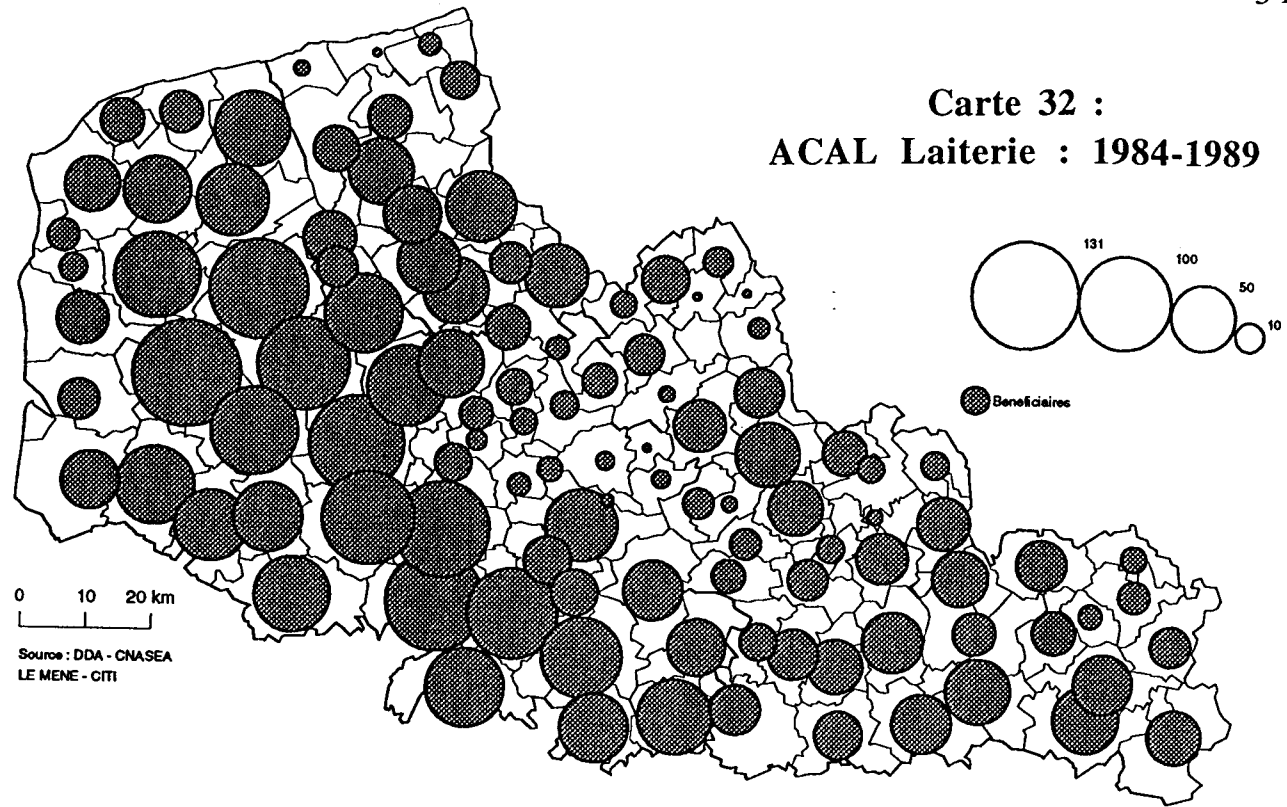 Carte 32 :
ACAL Laiterie : 1984-1989
131
100
50
10
Beneficiaires
0 10 20 km
Source : DDA - CNASEA
LE MENE - CITI